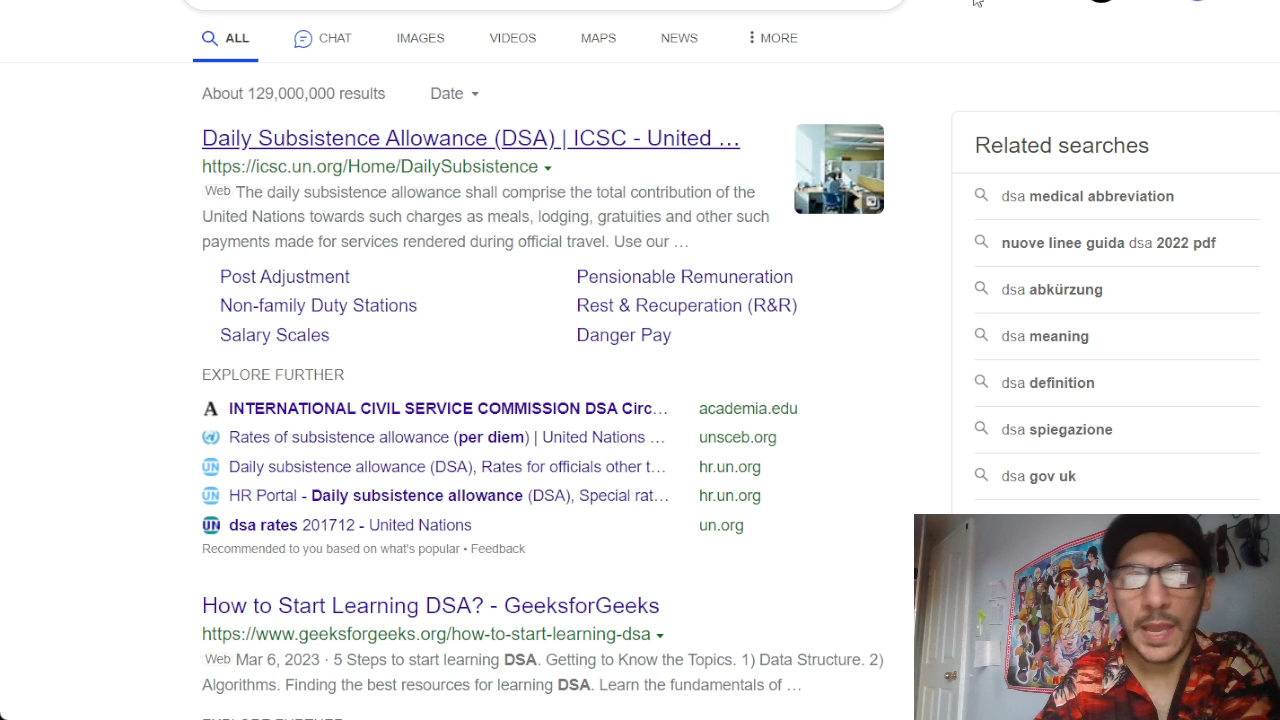 ALL
CHAT
IMAGES
VIDEOS
MAPS
NEWS
MORE
About 129,000,000 results
Date
Daily Subsistence Allowance (DSA) | ICSC - United ...
https://icsc.un.org/Home/DailySubsistence
Web The daily subsistence allowance shall comprise the total contribution of the
United Nations towards such charges as meals, lodging, gratuities and other such
payments made for services rendered during official travel. Use our ...
Post Adjustment
Pensionable Remuneration
Non-family Duty Stations
Rest & Recuperation (R&R)
Salary Scales
Danger Pay
EXPLORE FURTHER
A INTERNATIONAL CIVIL SERVICE COMMISSION DSA Circ... academia.edu
Rates of subsistence allowance (per diem) | United Nations ... unsceb.org
UN Daily subsistence allowance (DSA), Rates for officials other t... hr.un.org
UN HR Portal - Daily subsistence allowance (DSA), Special rat... hr.un.org
UN dsa rates 201712 - United Nations un.org
Recommended to you based on what's popular • Feedback
How to Start Learning DSA? - GeeksforGeeks
https://www.geeksforgeeks.org/how-to-start-learning-dsa
Web Mar 6, 2023 · 5 Steps to start learning DSA. Getting to Know the Topics. 1) Data Structure. 2)
Algorithms. Finding the best resources for learning DSA. Learn the fundamentals of ...
EXPLORE FURTHER
Related searches
dsa medical abbreviation
nuove linee guida dsa 2022 pdf
dsa abkürzung
dsa meaning
dsa definition
dsa spiegazione
dsa gov uk